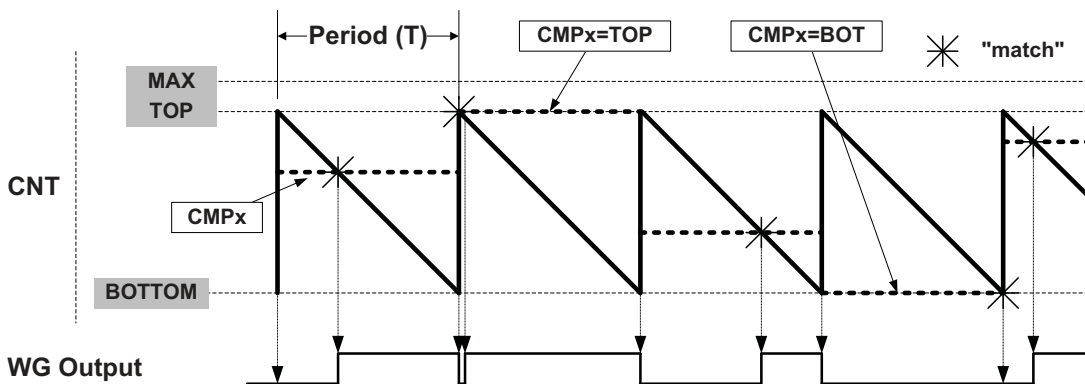 Period (T)
CMPx=TOP
CMPx=BOT
"match"
MAX
TOP
CNT
CMPx
BOTTOM
WG Output